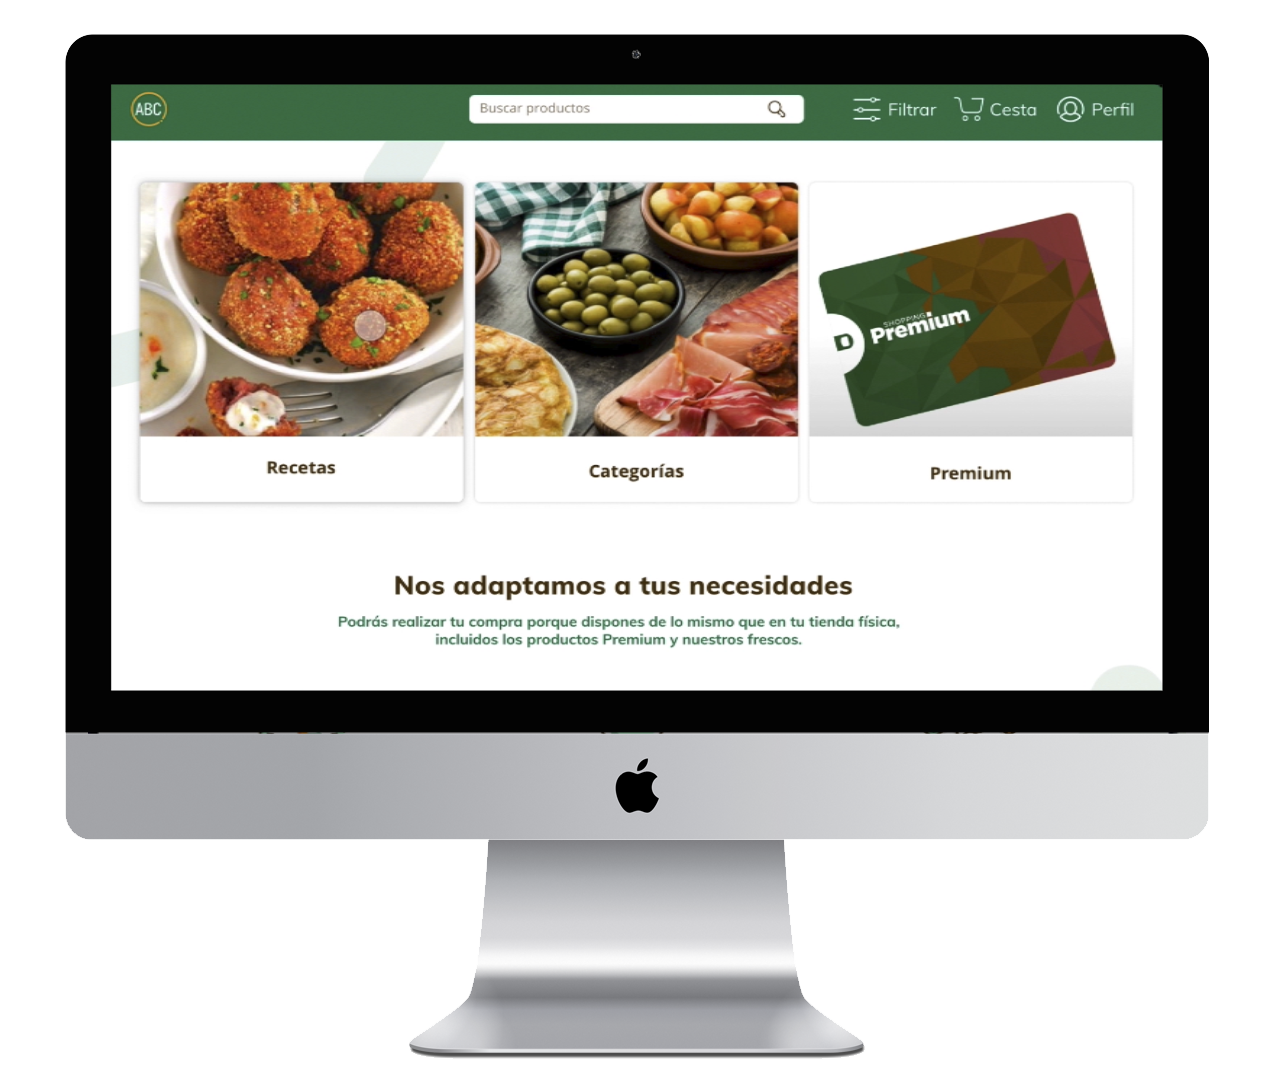 ABC
Buscar productos
Filtrar
Cesta
Perfil
SHOPPING
D Premium
Recetas
Categorías
Premium
Nos adaptamos a tus necesidades
Podrás realizar tu compra porque dispones de lo mismo que en tu tienda física,
incluidos los productos Premium y nuestros frescos.